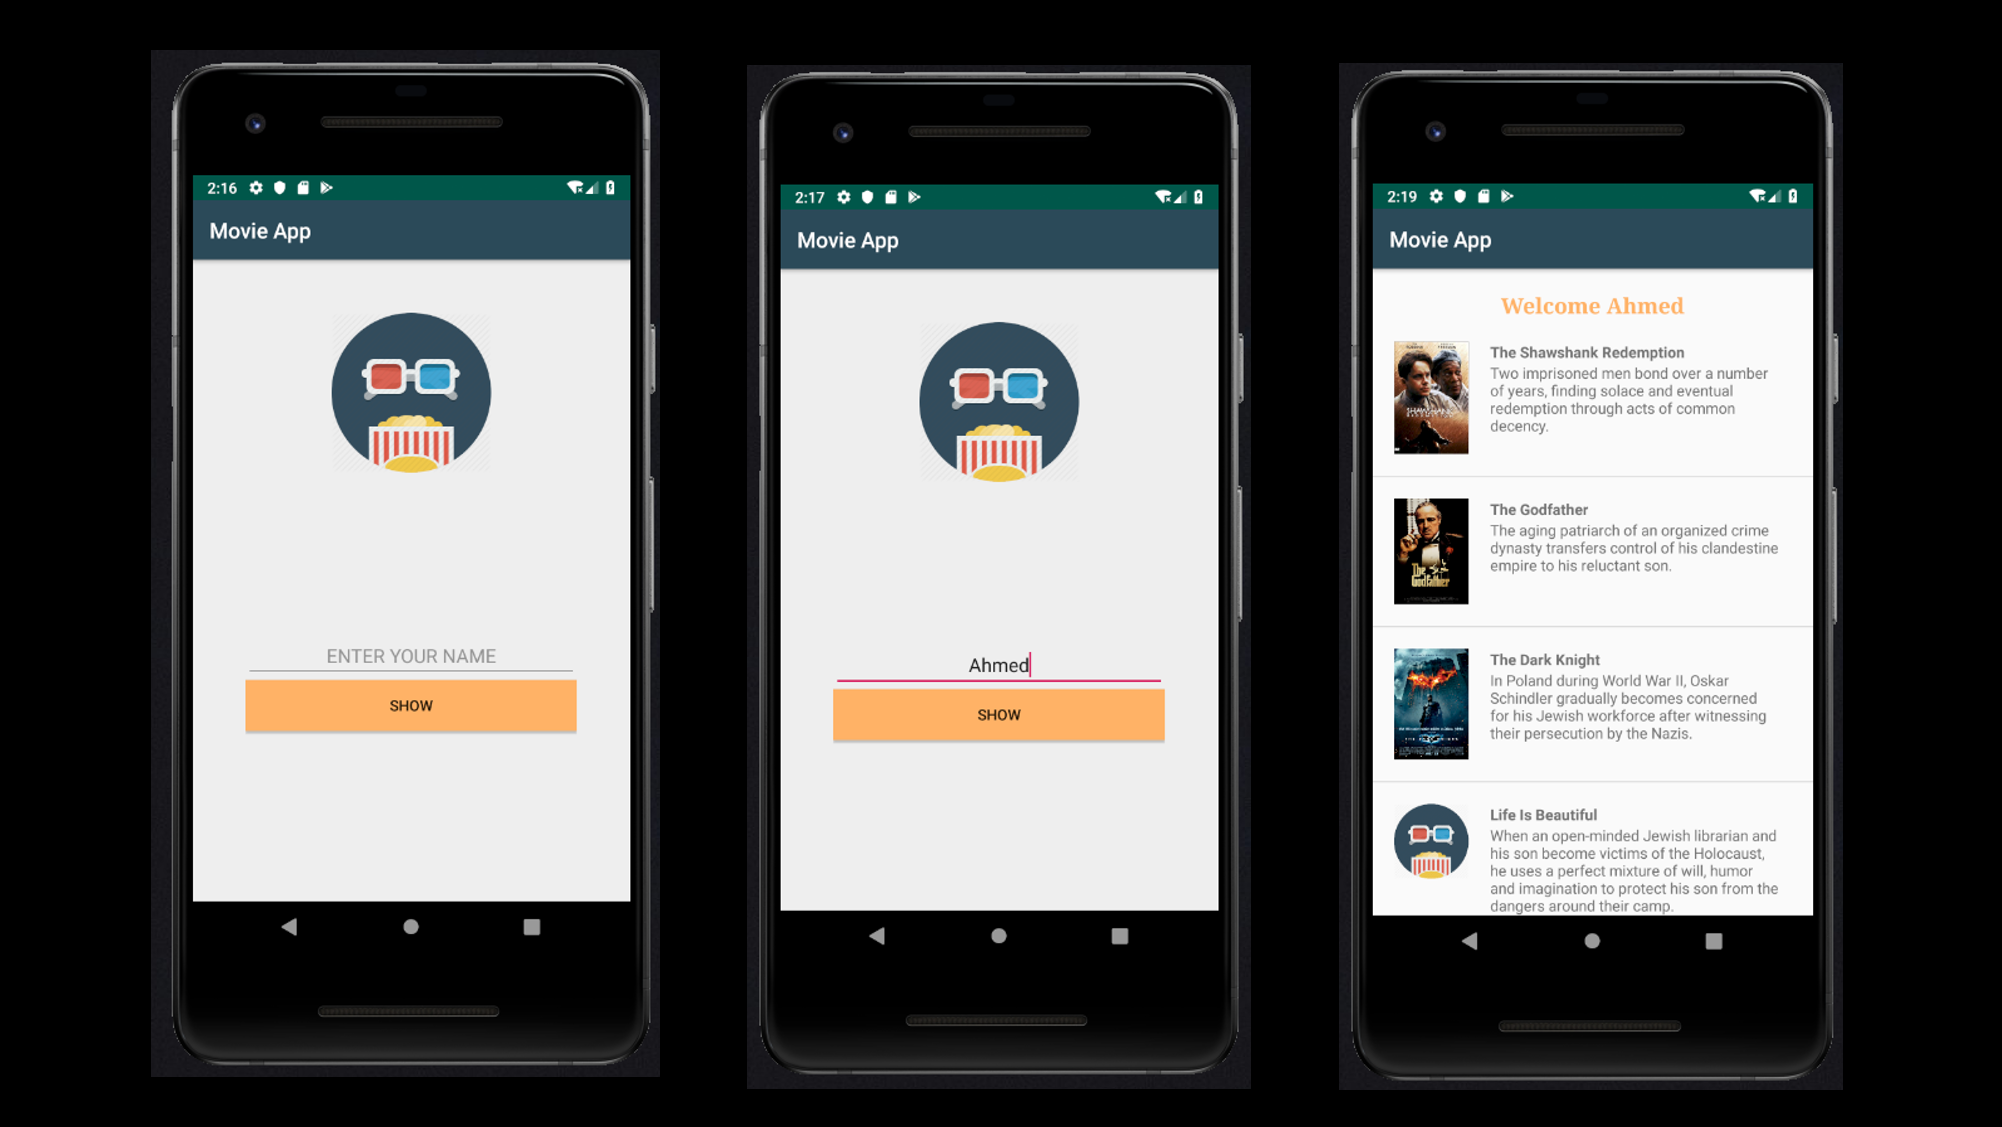 2:16
Movie App
ENTER YOUR NAME
SHOW
2:17
Movie App
Ahmed
SHOW
2:19
Movie App
Welcome Ahmed
SHAWSHANK
The Shawshank Redemption
Two imprisoned men bond over a number
of years, finding solace and eventual
redemption through acts of common
decency.
The
Godfather
The Godfather
The aging patriarch of an organized crime
dynasty transfers control of his clandestine
empire to his reluctant son.
The Dark Knight
In Poland during World War II, Oskar
Schindler gradually becomes concerned
for his Jewish workforce after witnessing
their persecution by the Nazis.
Life Is Beautiful
When an open-minded Jewish librarian and
his son become victims of the Holocaust,
he uses a perfect mixture of will, humor
and imagination to protect his son from the
dangers around their camp.